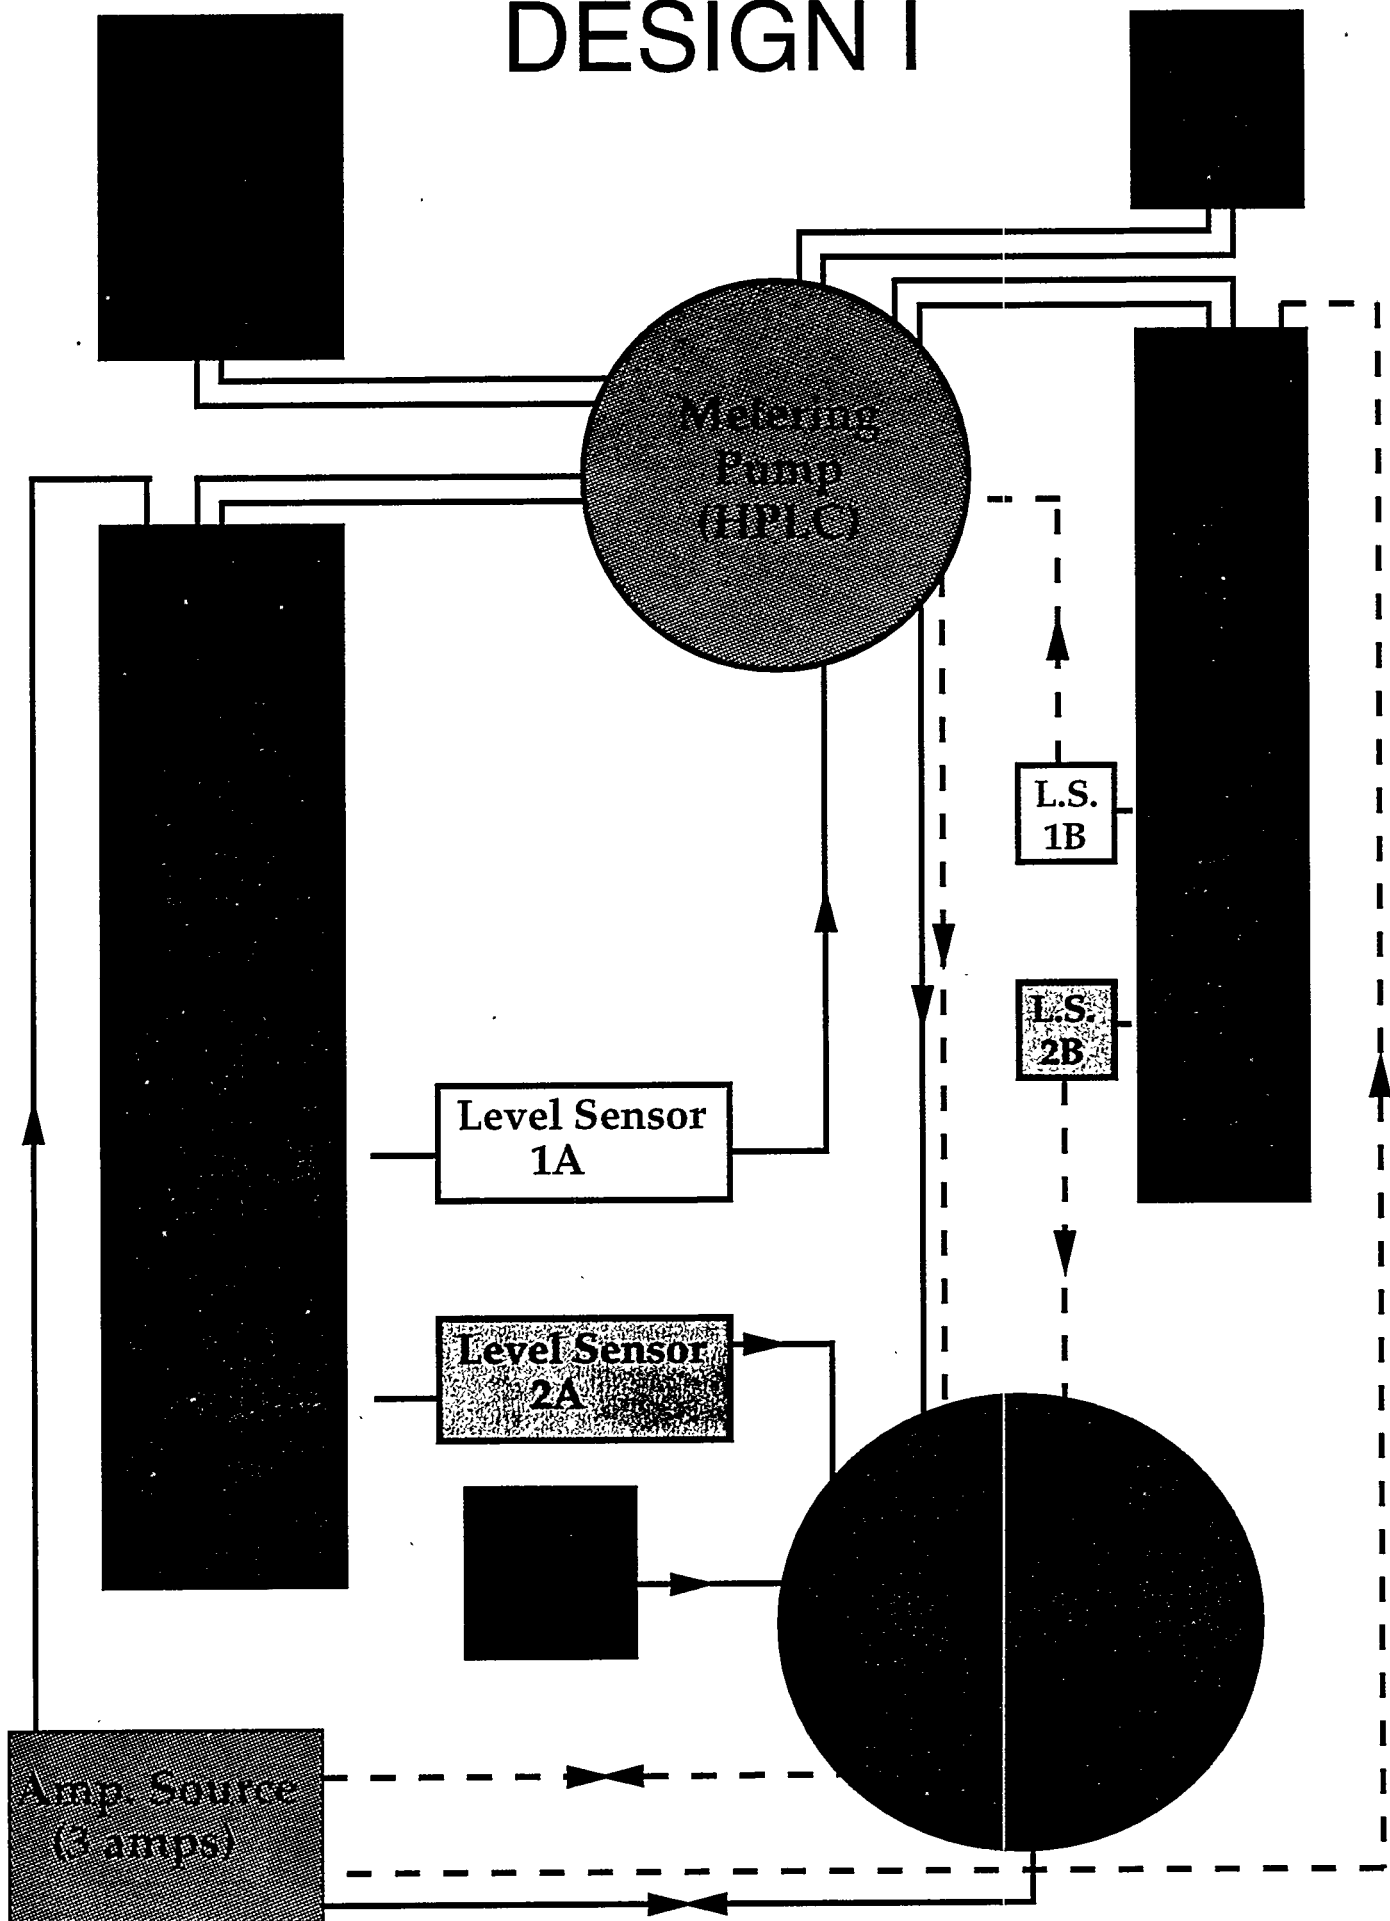 DESIGN I
Metering
Pump
(HPLC)
L.S.
1B
L.S.
2B
Level Sensor
1A
Level Sensor
2A
Amp. Source
(3 amps)